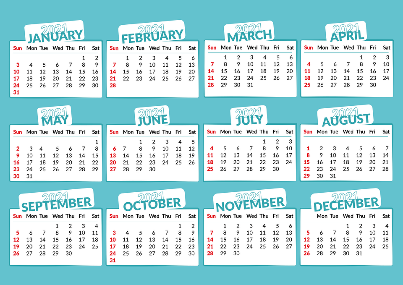 2021
JANUARY
Sun Mon Tue Wed Thu Fri Sat
1 2
3 4 5 6 7 8 9
10 11 12 13 14 15 16
17 18 19 20 21 22 23
24 25 26 27 28 29 30
31
2021
FEBRUARY
Sun Mon Tue Wed Thu Fri Sat
1 2 3 4 5 6
7 8 9 10 11 12 13
14 15 16 17 18 19 20
21 22 23 24 25 26 27
28
2021
MARCH
Sun Mon Tue Wed Thu Fri Sat
1 2 3 4 5 6
7 8 9 10 11 12 13
14 15 16 17 18 19 20
21 22 23 24 25 26 27
28 29 30 31
2021
APRIL
Sun Mon Tue Wed Thu Fri Sat
1 2 3
4 5 6 7 8 9 10
11 12 13 14 15 16 17
18 19 20 21 22 23 24
25 26 27 28 29 30
2021
MAY
Sun Mon Tue Wed Thu Fri Sat
1
2 3 4 5 6 7 8
9 10 11 12 13 14 15
16 17 18 19 20 21 22
23 24 25 26 27 28 29
30 31
2021
JUNE
Sun Mon Tue Wed Thu Fri Sat
1 2 3 4 5
6 7 8 9 10 11 12
13 14 15 16 17 18 19
20 21 22 23 24 25 26
27 28 29 30
2021
JULY
Sun Mon Tue Wed Thu Fri Sat
1 2 3
4 5 6 7 8 9 10
11 12 13 14 15 16 17
18 19 20 21 22 23 24
25 26 27 28 29 30 31
2021
AUGUST
Sun Mon Tue Wed Thu Fri Sat
1 2 3 4 5 6 7
8 9 10 11 12 13 14
15 16 17 18 19 20 21
22 23 24 25 26 27 28
29 30 31
2021
SEPTEMBER
Sun Mon Tue Wed Thu Fri Sat
1 2 3 4
5 6 7 8 9 10 11
12 13 14 15 16 17 18
19 20 21 22 23 24 25
26 27 28 29 30
2021
OCTOBER
Sun Mon Tue Wed Thu Fri Sat
1 2
3 4 5 6 7 8 9
10 11 12 13 14 15 16
17 18 19 20 21 22 23
24 25 26 27 28 29 30
31
2021
NOVEMBER
Sun Mon Tue Wed Thu Fri Sat
1 2 3 4 5 6
7 8 9 10 11 12 13
14 15 16 17 18 19 20
21 22 23 24 25 26 27
28 29 30
2021
DECEMBER
Sun Mon Tue Wed Thu Fri Sat
1 2 3 4
5 6 7 8 9 10 11
12 13 14 15 16 17 18
19 20 21 22 23 24 25
26 27 28 29 30 31